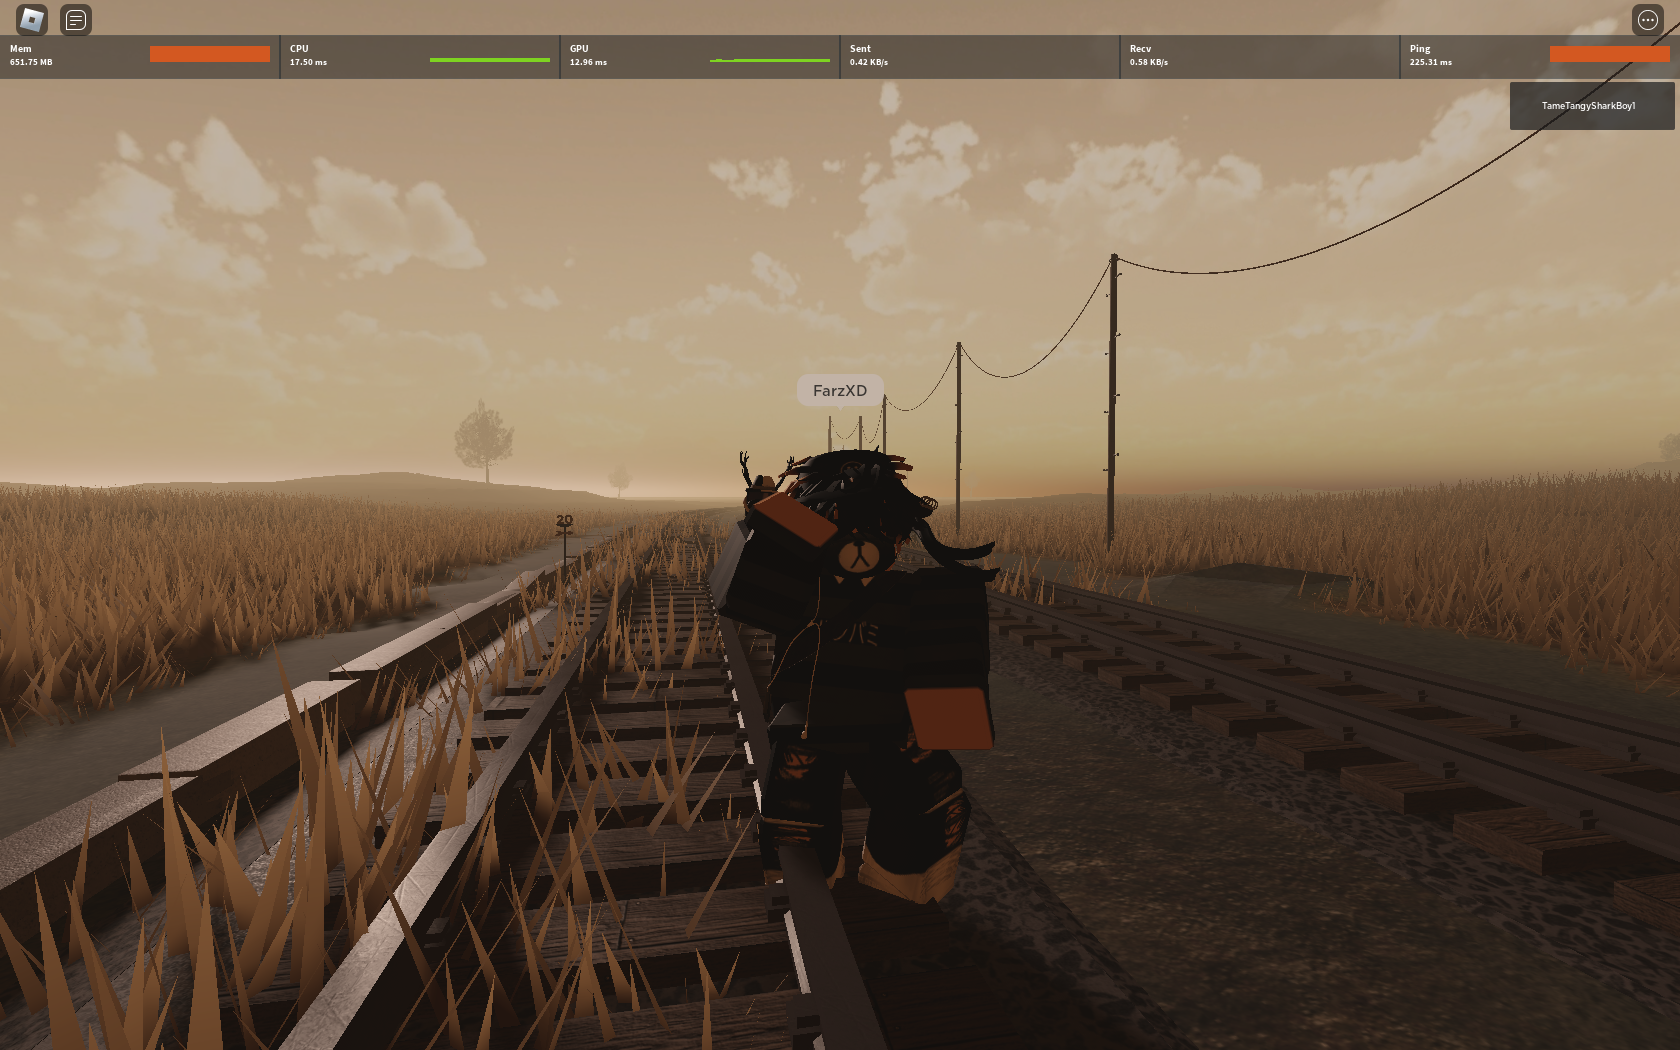 Mem
651.75 MB
CPU
17.50 ms
GPU
12.96 ms
Sent
0.42 KB/s
Recv
0.58 KB/s
Ping
225.31 ms
TameTangySharkBoy1
FarzXD
20